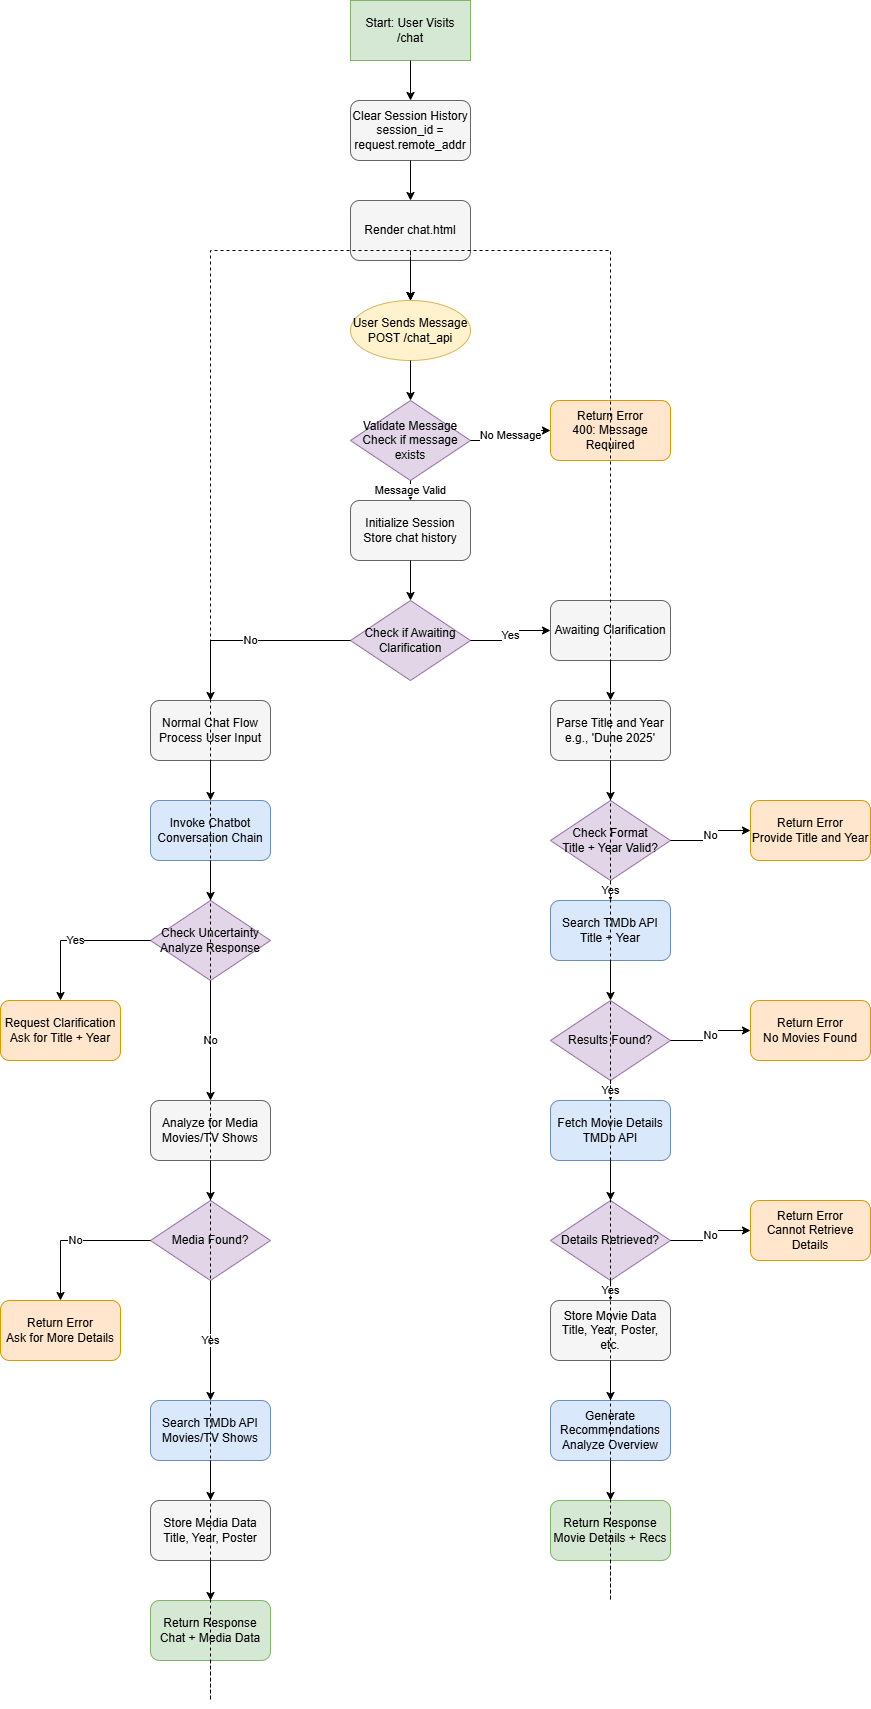 Start: User Visits
/chat
Clear Session History
session_id =
request.remote_addr
Render chat.html
User Sends Message
POST /chat_api
Validate Message
Check if message
exists
No Message
Return Error
400: Message
Required
Message Valid
Initialize Session
Store chat history
Check if Awaiting
Clarification
No
Yes
Awaiting Clarification
Normal Chat Flow
Process User Input
Parse Title and Year
e.g., 'Dune 2025'
Invoke Chatbot
Conversation Chain
Check Format
Title + Year Valid?
No
Return Error
Provide Title and Year
Yes
Check Uncertainty
Analyze Response
Yes
Search TMDb API
Title + Year
Request Clarification
Ask for Title + Year
No
Results Found?
No
Return Error
No Movies Found
Yes
Analyze for Media
Movies/TV Shows
Fetch Movie Details
TMDb API
Media Found?
No
Details Retrieved?
No
Return Error
Cannot Retrieve
Details
Yes
Return Error
Ask for More Details
Yes
Store Movie Data
Title, Year, Poster,
etc.
Search TMDb API
Movies/TV Shows
Generate
Recommendations
Analyze Overview
Store Media Data
Title, Year, Poster
Return Response
Movie Details + Recs
Return Response
Chat + Media Data